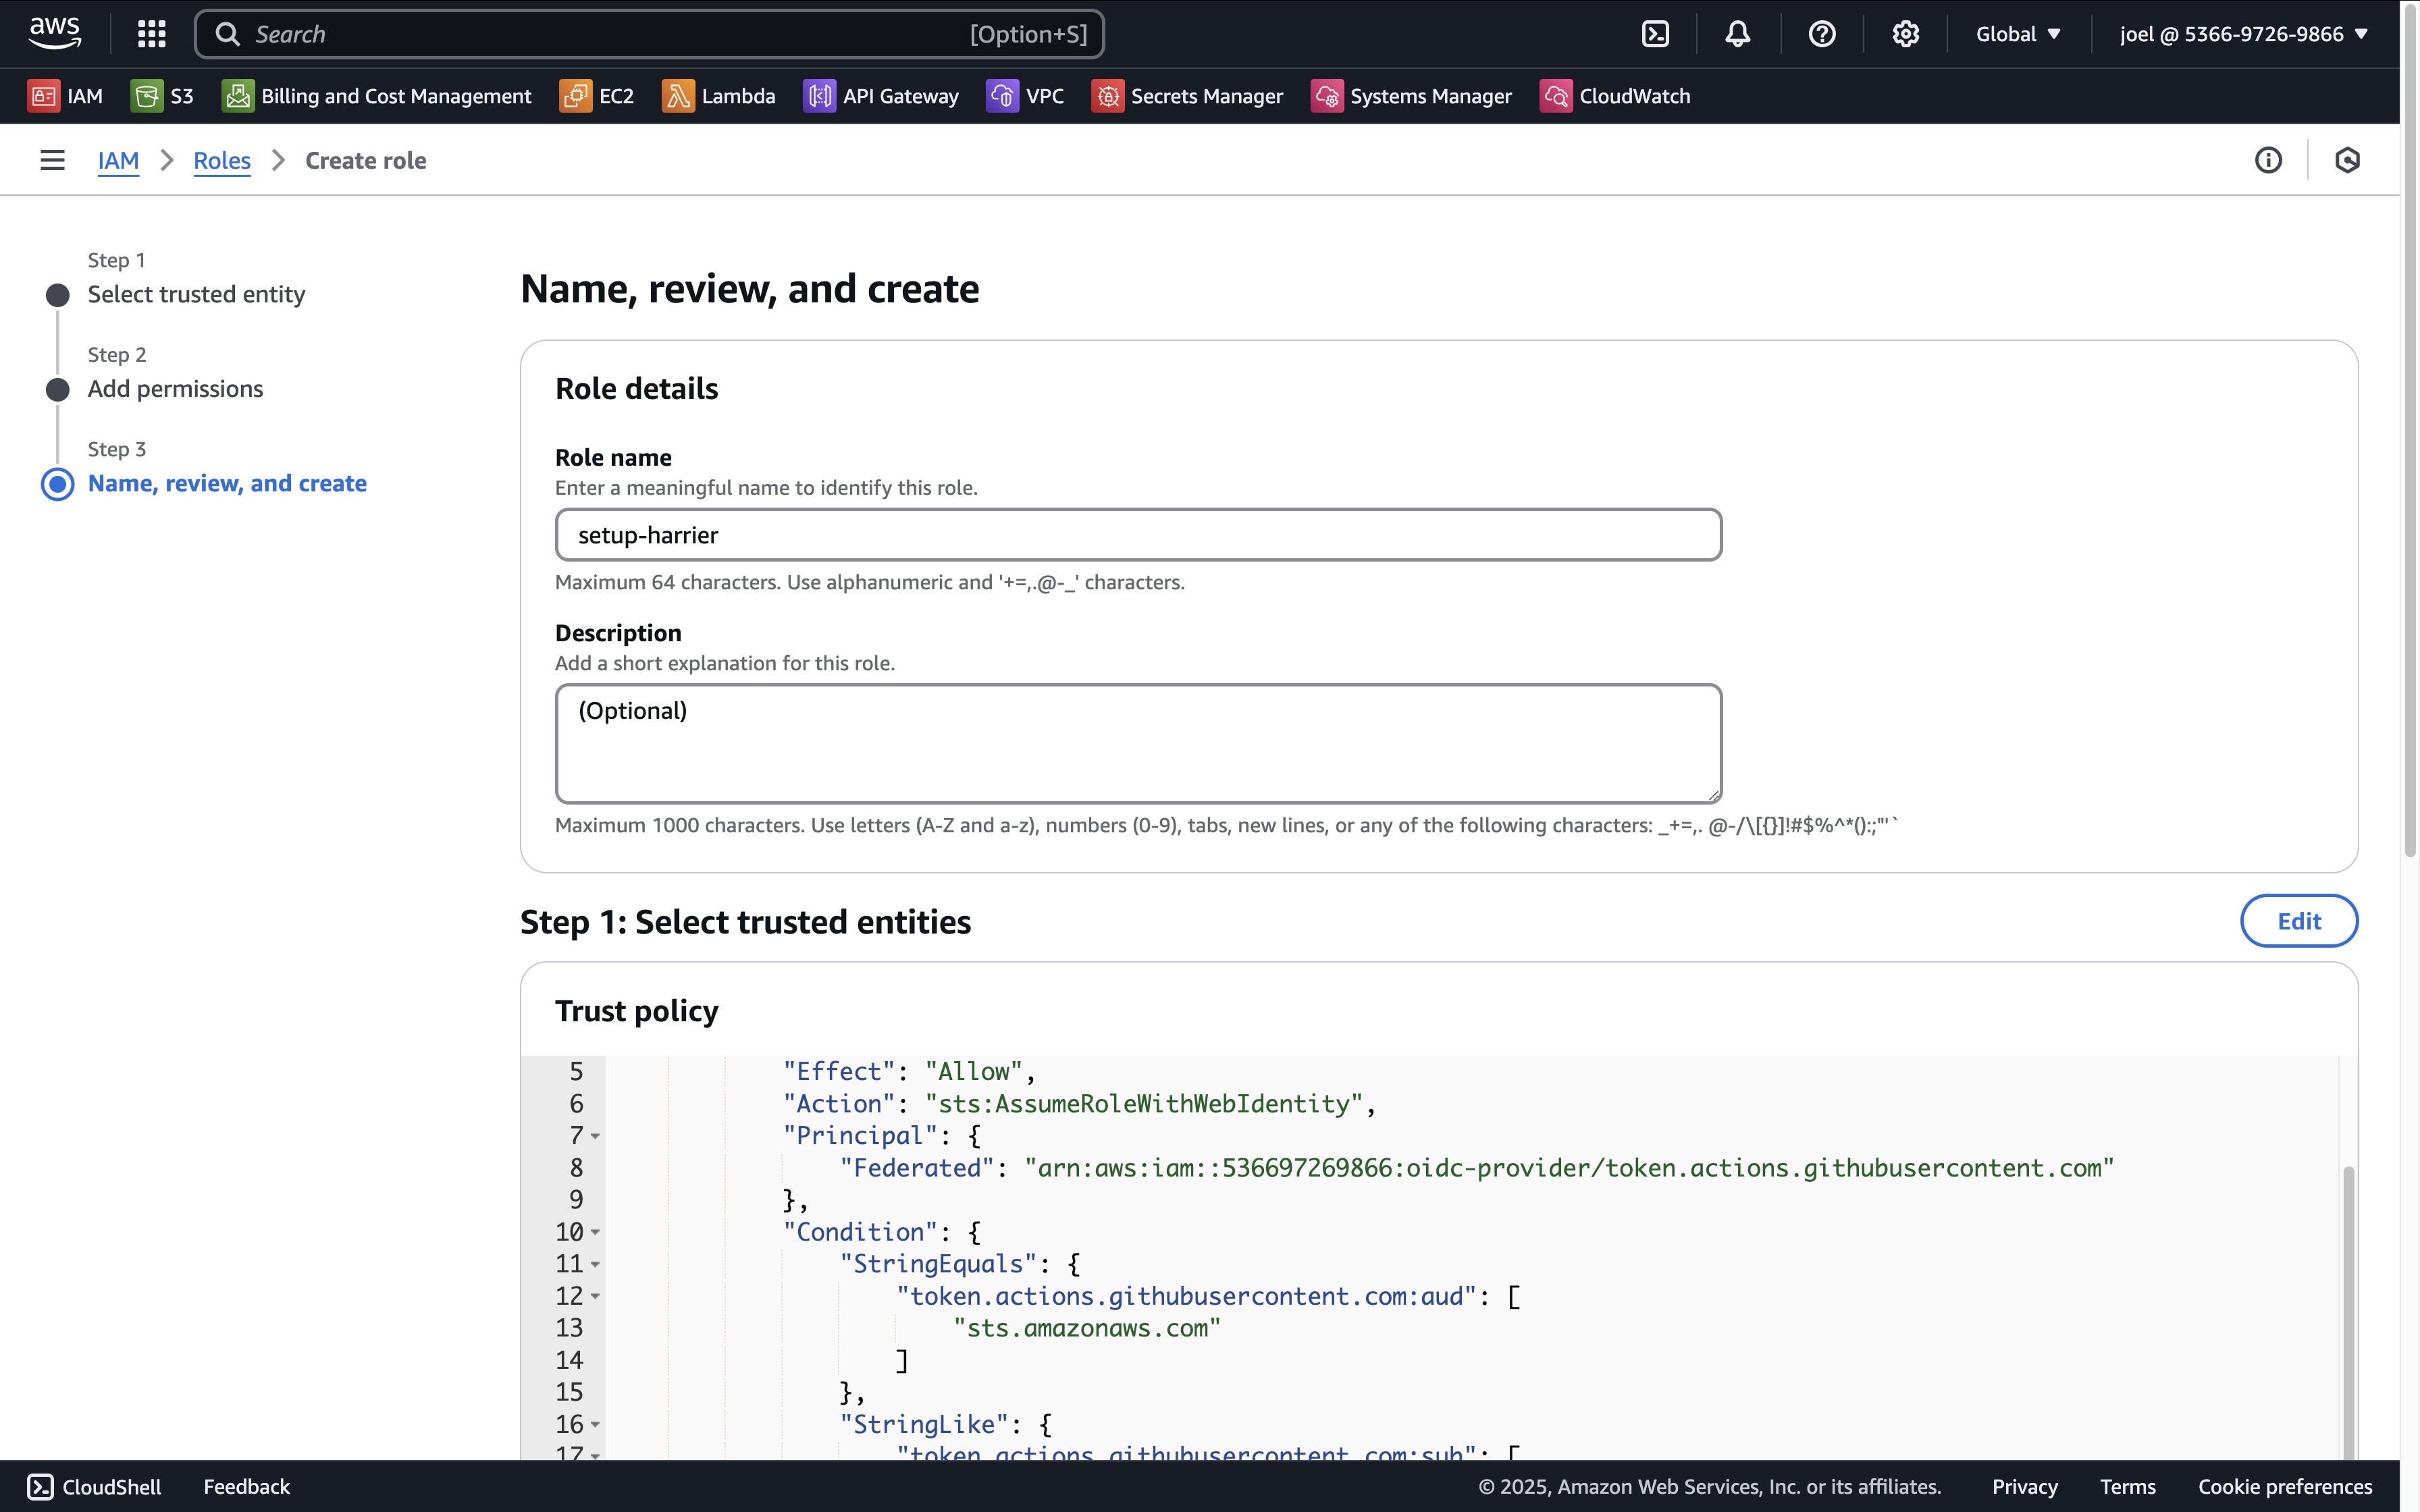 aws
Search [Option+S]
Global joel @ 5366-9726-9866
IAM S3 Billing and Cost Management EC2 Lambda API Gateway VPC Secrets Manager Systems Manager CloudWatch
IAM Roles Create role
Step 1
Select trusted entity
Step 2
Add permissions
Step 3
Name, review, and create
Name, review, and create
Role details
Role name
Enter a meaningful name to identify this role.
setup-harrier
Maximum 64 characters. Use alphanumeric and '+=,.@-_' characters.
Description
Add a short explanation for this role.
(Optional)
Maximum 1000 characters. Use letters (A-Z and a-z), numbers (0-9), tabs, new lines, or any of the following characters: _+=,. @-/\[{}]!#$%^*();:"'`
Step 1: Select trusted entities
Edit
Trust policy
5 "Effect": "Allow",
6 "Action": "sts:AssumeRoleWithWebIdentity",
7 "Principal": {
8 "Federated": "arn:aws:iam::536697269866:oidc-provider/token.actions.githubusercontent.com"
9 },
10 "Condition": {
11 "StringEquals": {
12 "token.actions.githubusercontent.com:aud": [
13 "sts.amazonaws.com"
14 ]
15 },
16 "StringLike": {
17 "token.actions.githubusercontent.com:sub": [
CloudShell Feedback
© 2025, Amazon Web Services, Inc. or its affiliates. Privacy Terms Cookie preferences